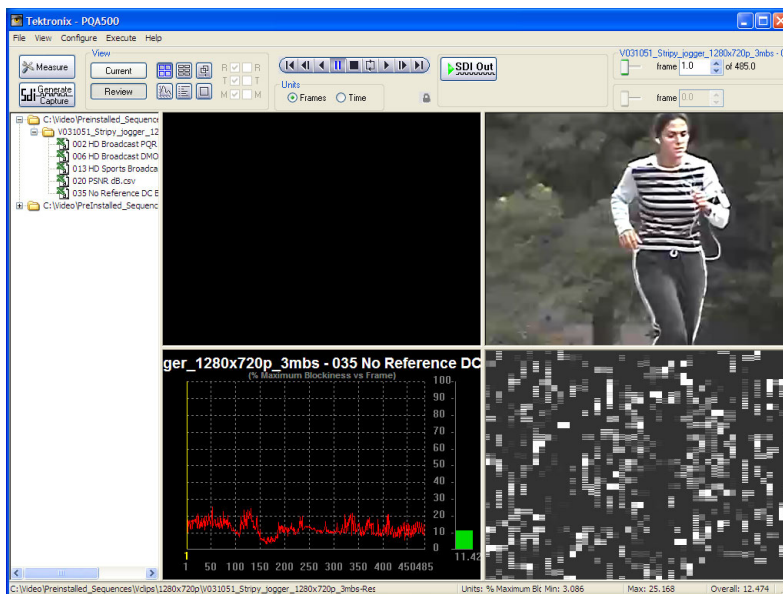 Tektronix - PQA500
File View Configure Execute Help
Measure
View
Current
Review
R R
T T
M M
Units
Frames Time
SDI Out
V031051_Stripy_jogger_1280x720p_3mbs - 0
frame 1.0 of 485.0
Sdi Generate
Capture
frame 0.0
C:\Video\Preinstalled_Sequence
V031051_Stripy_jogger_12
002 HD Broadcast PQR
006 HD Broadcast DMO
013 HD Sports Broadca
020 PSNR dB.csv
035 No Reference DC B
C:\Video\PreInstalled_Sequenc
ger_1280x720p_3mbs - 035 No Reference DC
(% Maximum Blockiness vs Frame)
100
90
80
70
60
50
40
30
20
10
0
1
1 50 100 150 200 250 300 350 400 450485
11.42
C:\Video\Preinstalled_Sequences\Vclips\1280x720p\V031051_Stripy_jogger_1280x720p_3mbs-Res
Units: % Maximum Blc Min: 3.086 Max: 25.168 Overall: 12.474